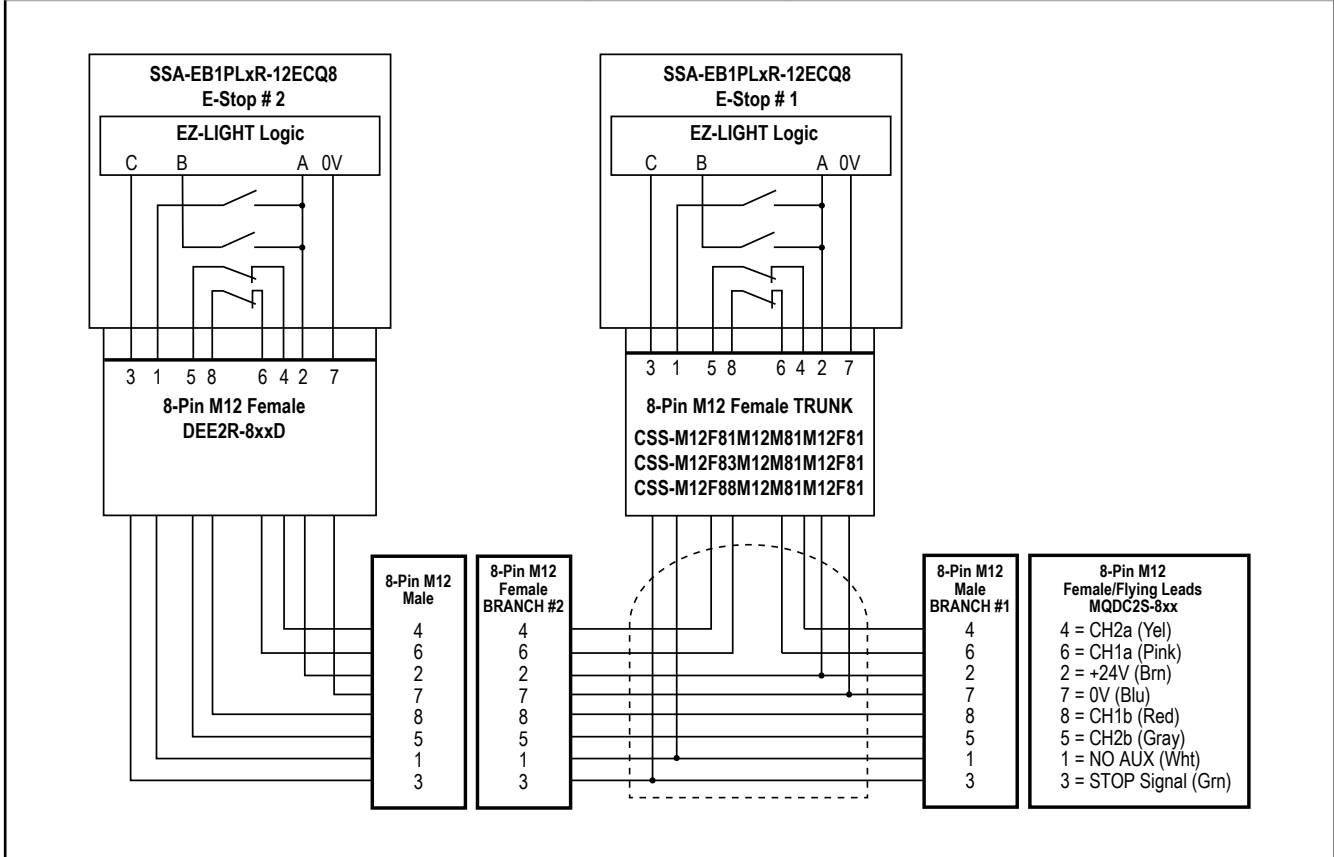 SSA-EB1PLxR-12ECQ8
E-Stop # 2
EZ-LIGHT Logic
C B A 0V
3 1 5 8 6 4 2 7
8-Pin M12 Female
DEE2R-8xxD
SSA-EB1PLxR-12ECQ8
E-Stop # 1
EZ-LIGHT Logic
C B A 0V
3 1 5 8 6 4 2 7
8-Pin M12 Female TRUNK
CSS-M12F81M12M81M12F81
CSS-M12F83M12M81M12F81
CSS-M12F88M12M81M12F81
8-Pin M12
Male
4
6
2
7
8
5
1
3
8-Pin M12
Female
BRANCH #2
4
6
2
7
8
5
1
3
8-Pin M12
Male
BRANCH #1
4
6
2
7
8
5
1
3
8-Pin M12
Female/Flying Leads
MQDC2S-8xx
4 = CH2a (Yel)
6 = CH1a (Pink)
2 = +24V (Brn)
7 = 0V (Blu)
8 = CH1b (Red)
5 = CH2b (Gray)
1 = NO AUX (Wht)
3 = STOP Signal (Grn)